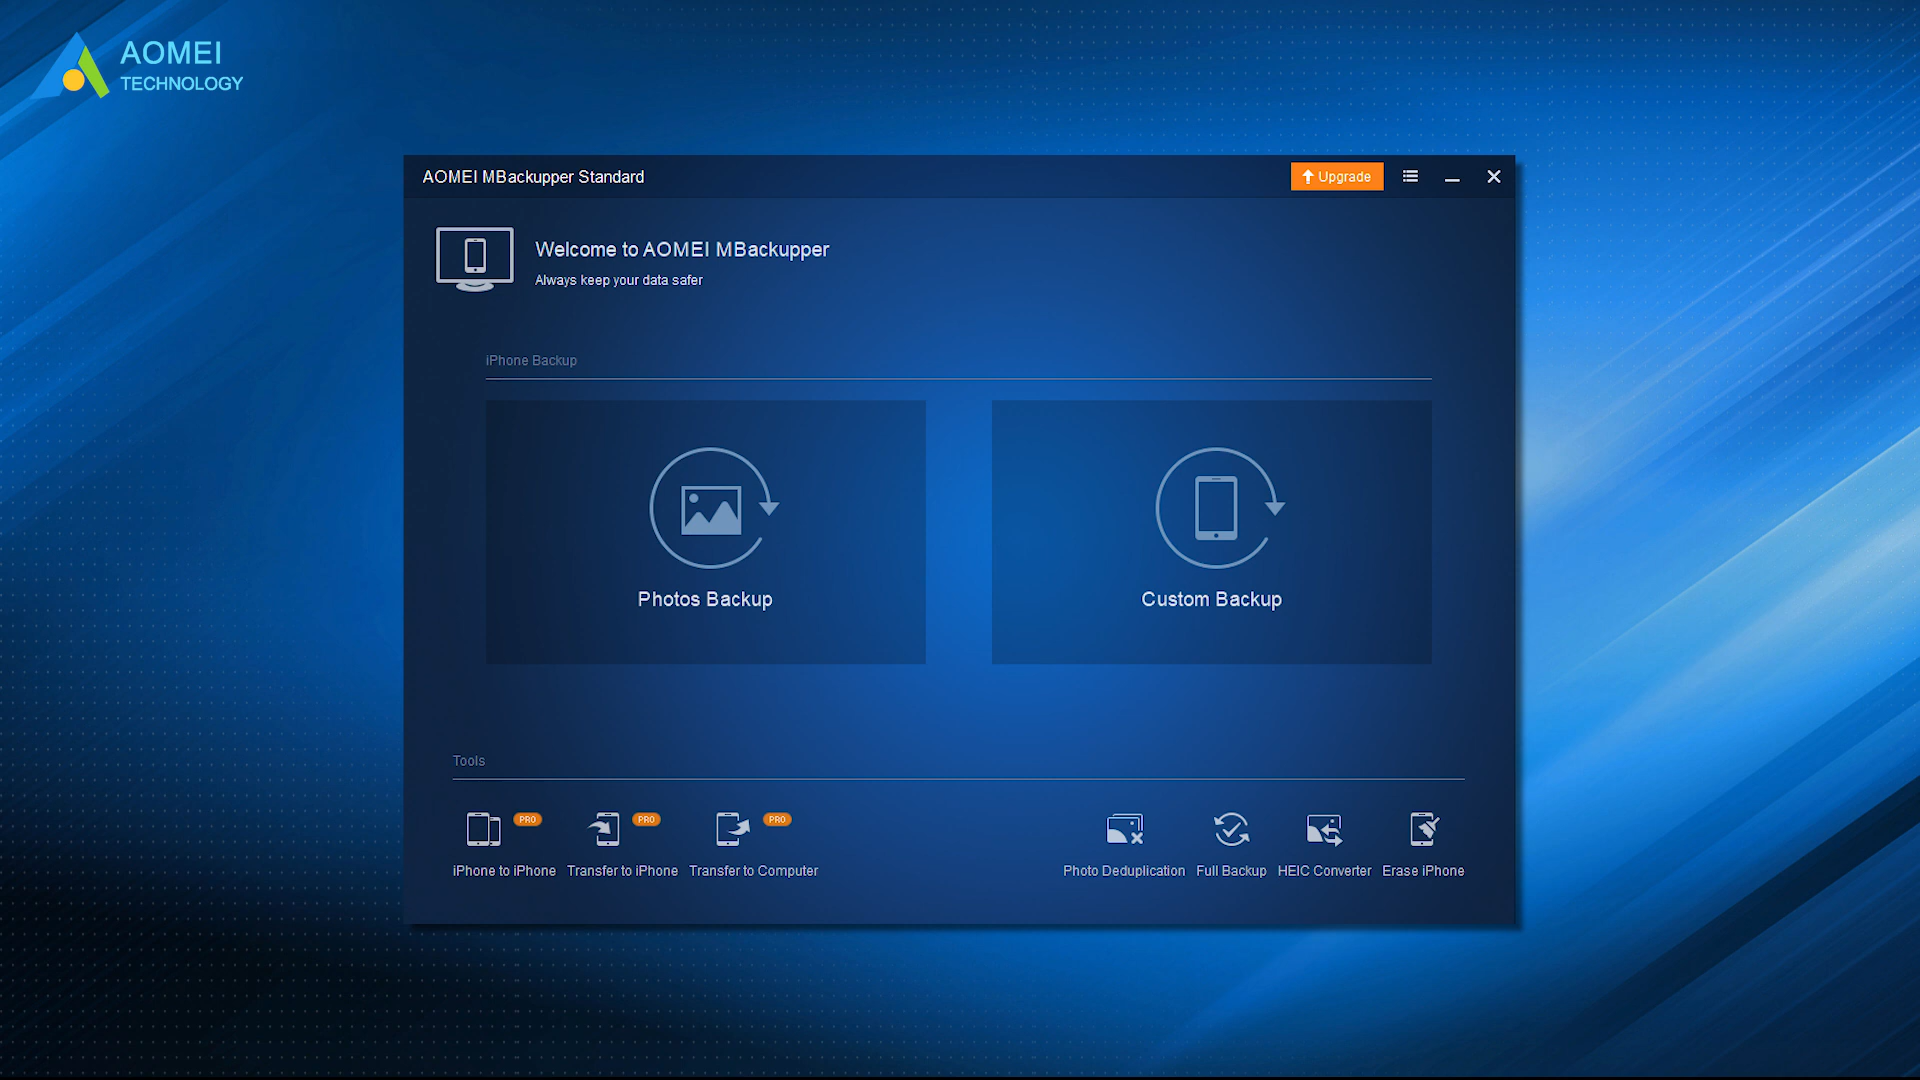 AOMEI
TECHNOLOGY
AOMEI MBackupper Standard
Upgrade
Welcome to AOMEI MBackupper
Always keep your data safer
iPhone Backup
Photos Backup
Custom Backup
Tools
PRO
PRO
PRO
iPhone to iPhone
Transfer to iPhone
Transfer to Computer
Photo Deduplication
Full Backup
HEIC Converter
Erase iPhone